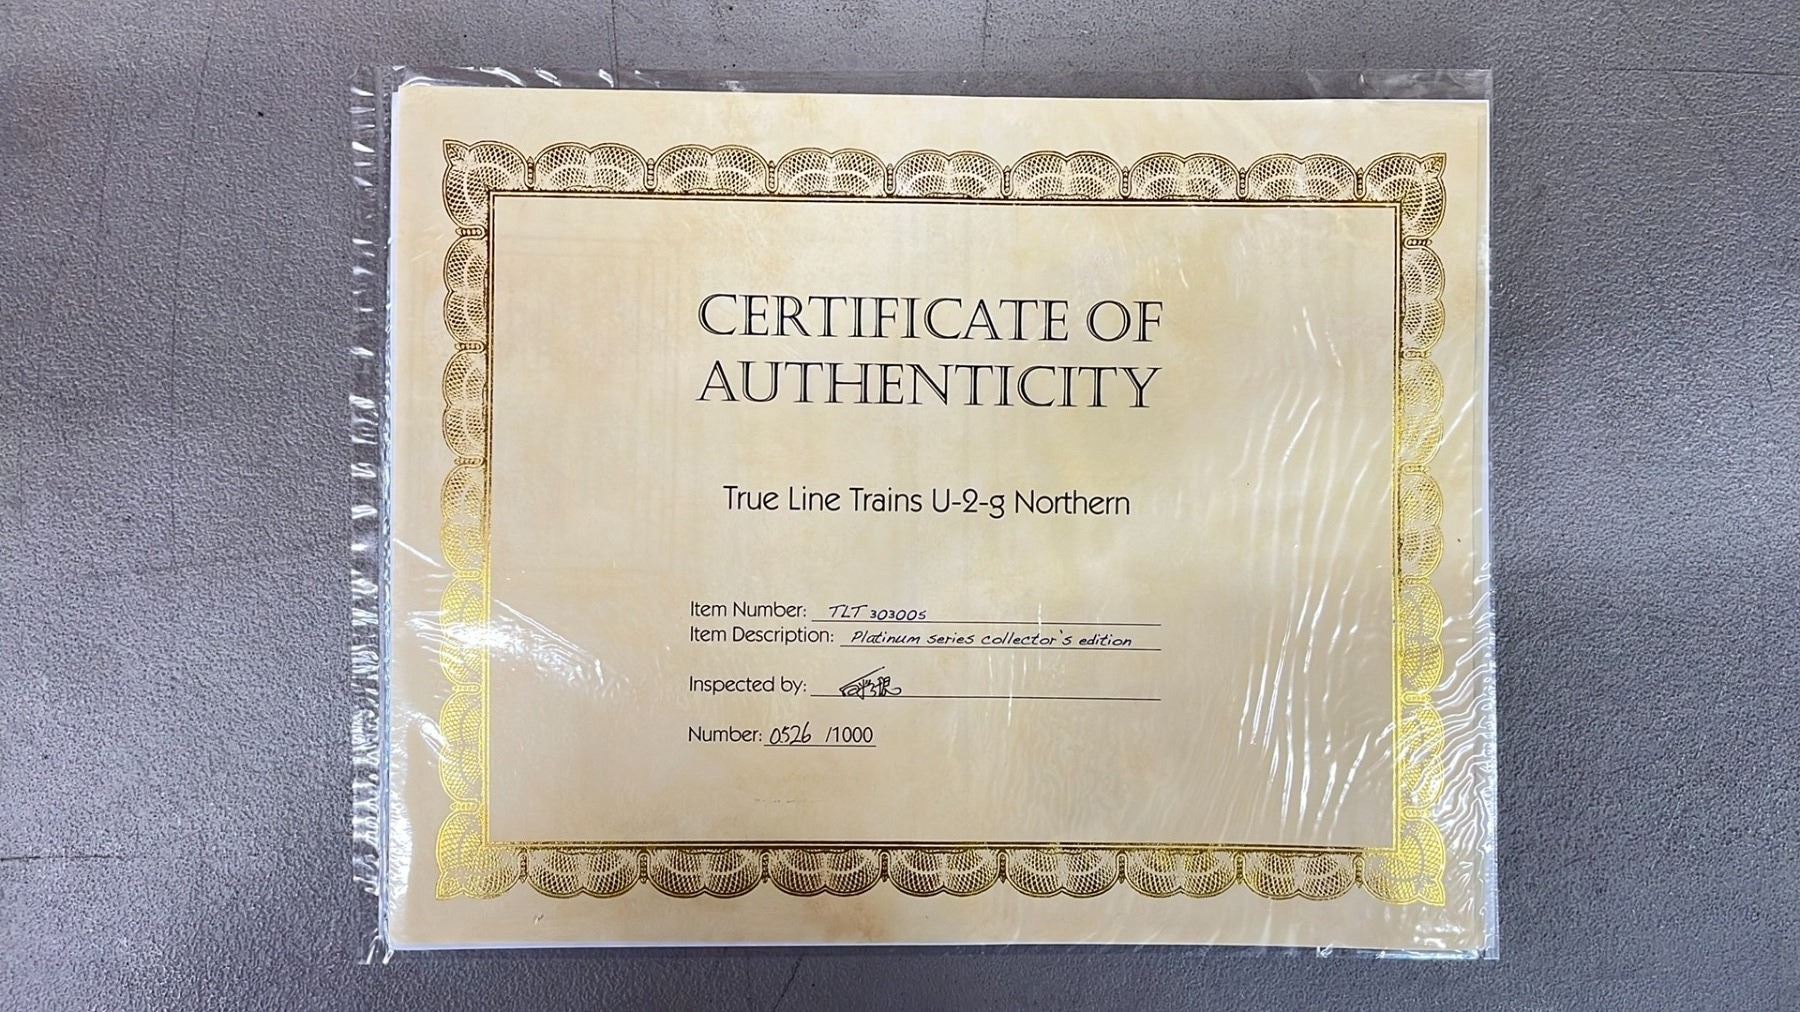 CERTIFICATE OF
AUTHENTICITY
True Line Trains U-2-g Northern
Item Number: TLT 303005
Item Description: Platinum series collector's edition
Inspected by:
Number: 0526 /1000